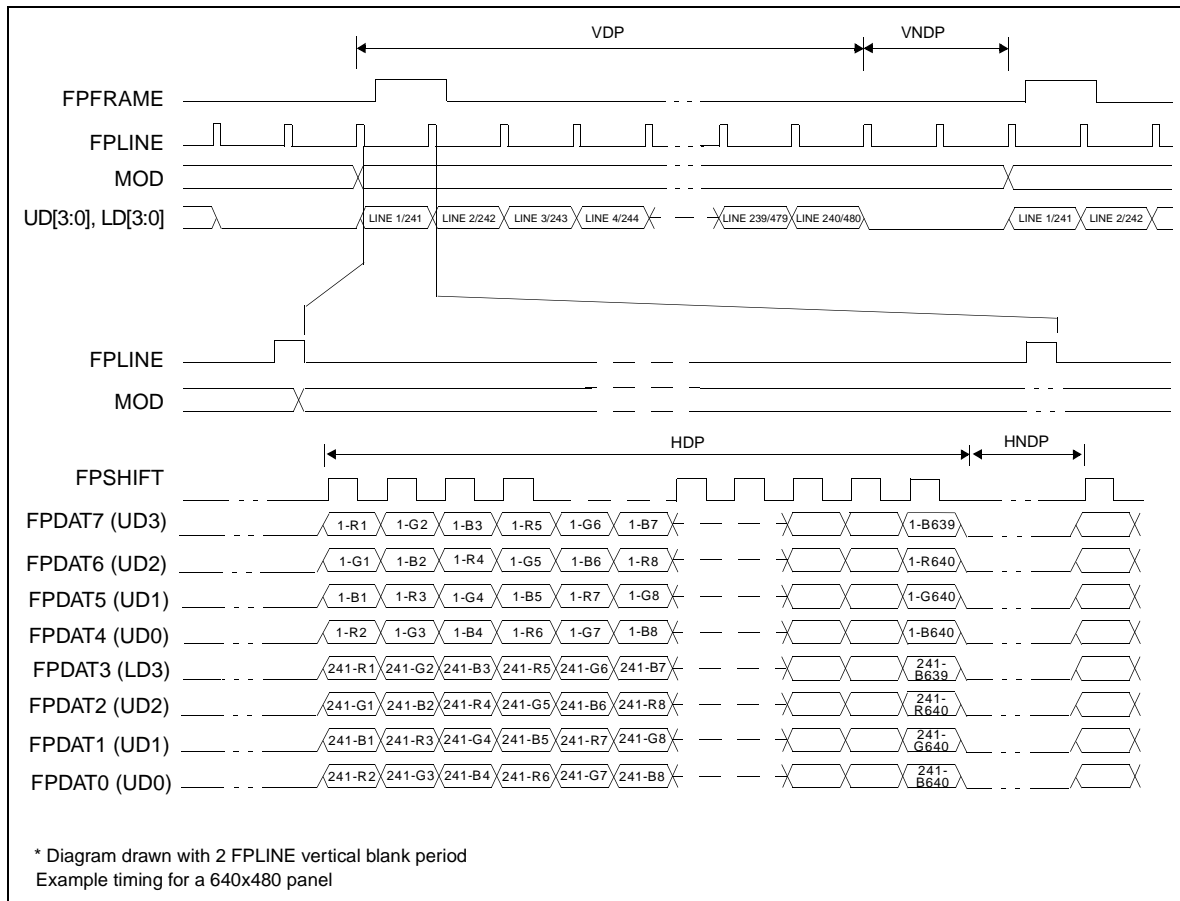 VDP VNDP
FPFRAME
FPLINE
MOD
UD[3:0], LD[3:0] LINE 1/241 LINE 2/242 LINE 3/243 LINE 4/244 LINE 239/479 LINE 240/480 LINE 1/241 LINE 2/242
FPLINE
MOD
HDP HNDP
FPSHIFT
FPDAT7 (UD3) 1-R1 1-G2 1-B3 1-R5 1-G6 1-B7 1-B639
FPDAT6 (UD2) 1-G1 1-B2 1-R4 1-G5 1-B6 1-R8 1-R640
FPDAT5 (UD1) 1-B1 1-R3 1-G4 1-B5 1-R7 1-G8 1-G640
FPDAT4 (UD0) 1-R2 1-G3 1-B4 1-R6 1-G7 1-B8 1-B640
FPDAT3 (LD3) 241-R1 241-G2 241-B3 241-R5 241-G6 241-B7 241-B639
FPDAT2 (UD2) 241-G1 241-B2 241-R4 241-G5 241-B6 241-R8 241-R640
FPDAT1 (UD1) 241-B1 241-R3 241-G4 241-B5 241-R7 241-G8 241-G640
FPDAT0 (UD0) 241-R2 241-G3 241-B4 241-R6 241-G7 241-B8 241-B640
* Diagram drawn with 2 FPLINE vertical blank period
Example timing for a 640x480 panel